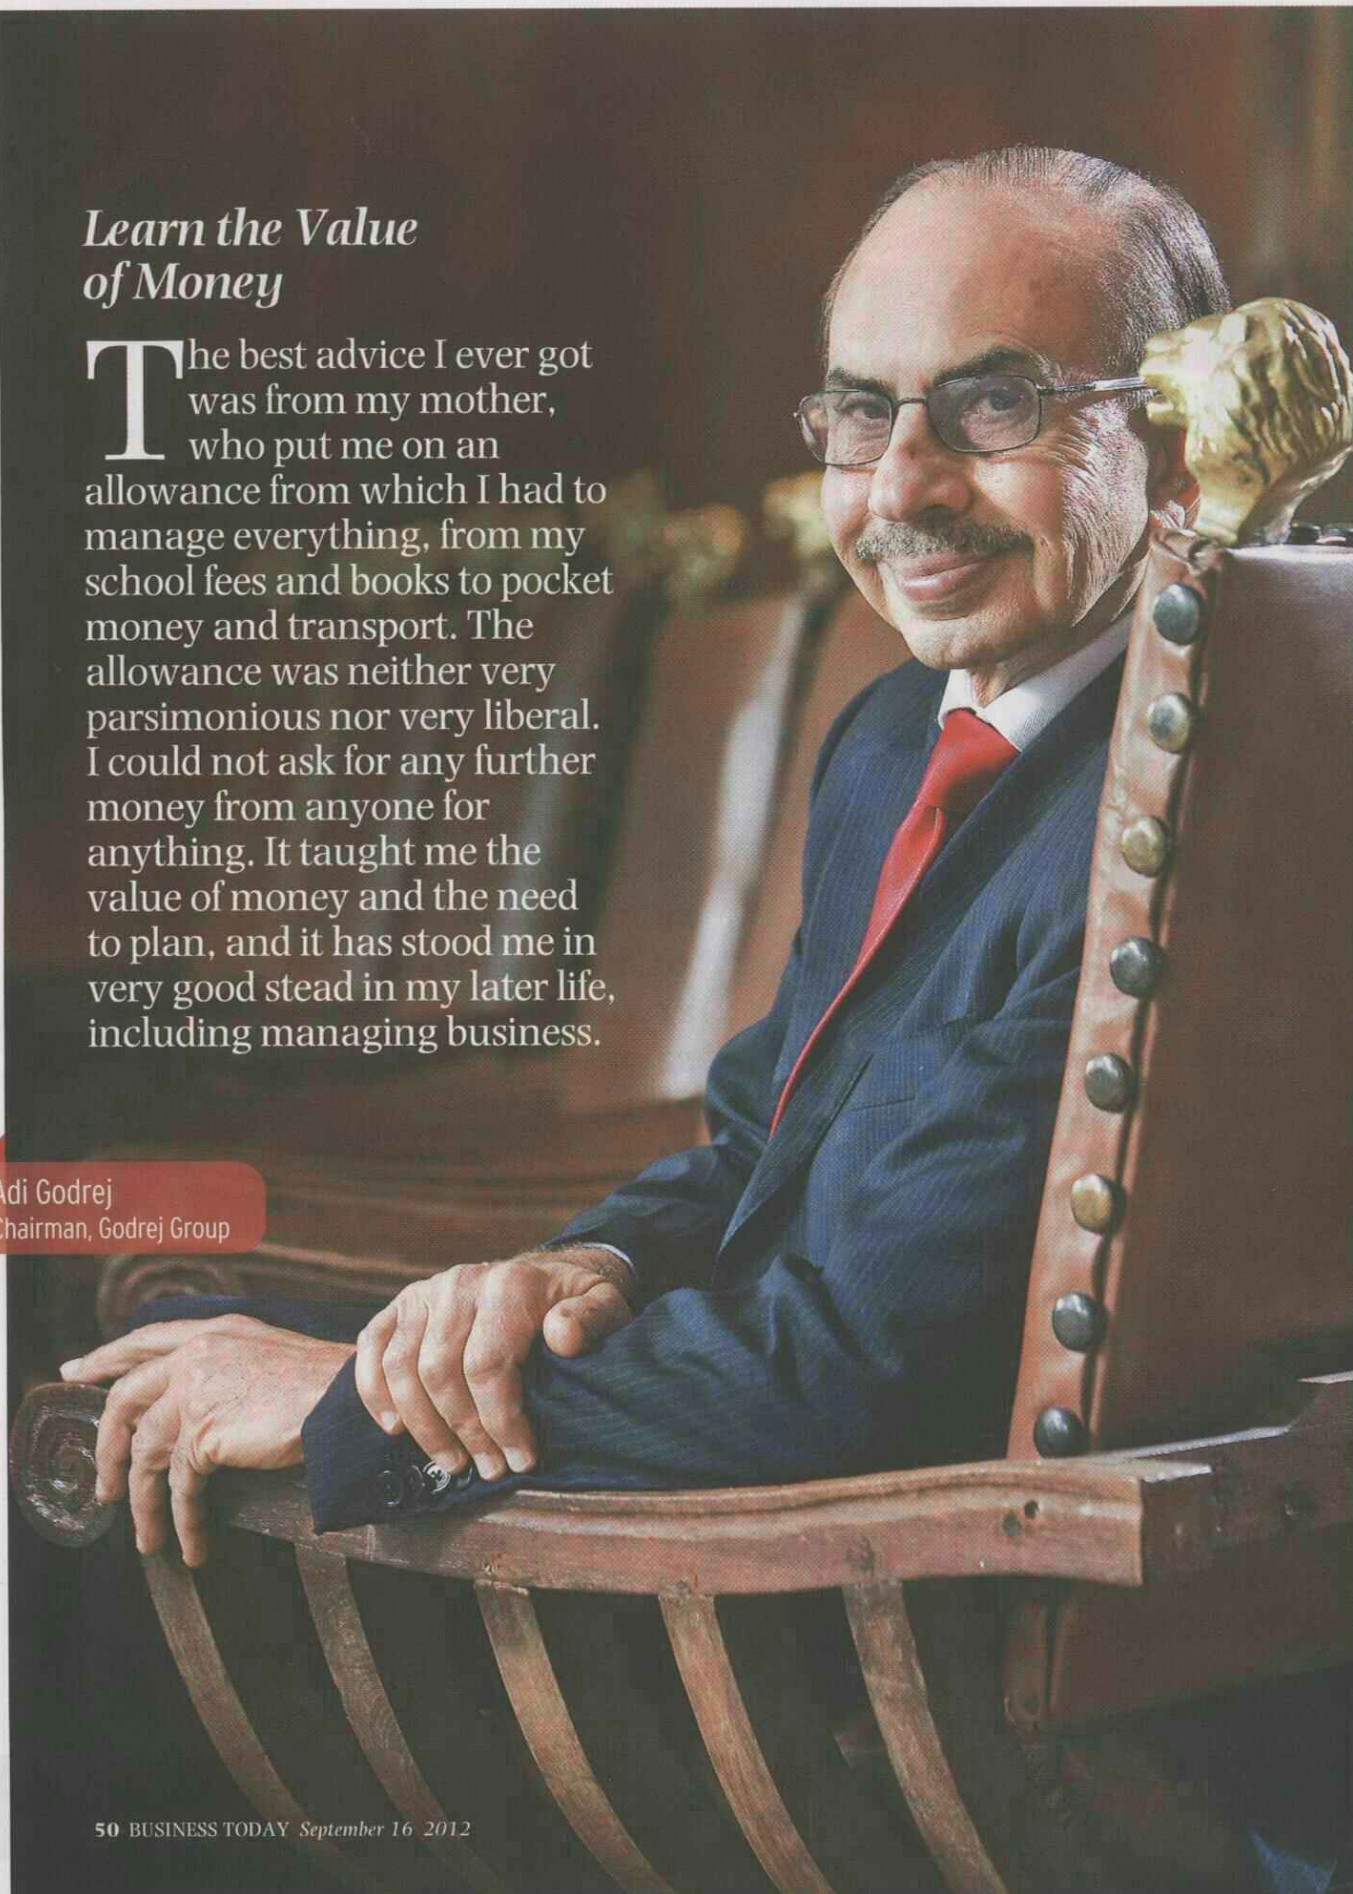 Learn the Value
of Money
The best advice I ever got
was from my mother,
who put me on an
allowance from which I had to
manage everything, from my
school fees and books to pocket
money and transport. The
allowance was neither very
parsimonious nor very liberal.
I could not ask for any further
money from anyone for
anything. It taught me the
value of money and the need
to plan, and it has stood me in
very good stead in my later life,
including managing business.
Adi Godrej
Chairman, Godrej Group
50 BUSINESS TODAY September 16 2012